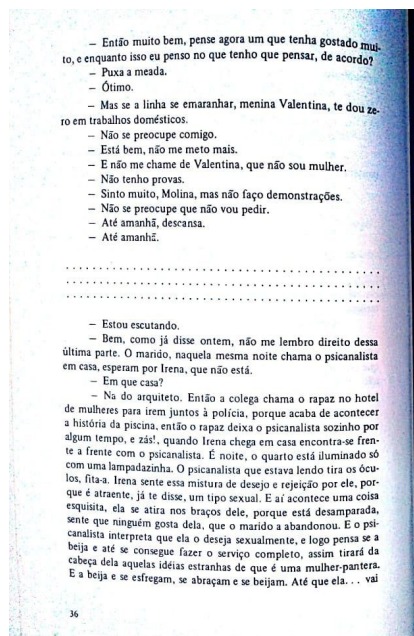 — Então muito bem, pense agora um que tenha gostado mui-
to, e enquanto isso eu penso no que tenho que pensar, de acordo?
— Puxa a meada.
— Ótimo.
— Mas se a linha se emaranhar, menina Valentina, te dou ze-
ro em trabalhos domésticos.
— Não se preocupe comigo.
— Está bem, não me meto mais.
— E não me chame de Valentina, que não sou mulher.
— Não tenho provas.
— Sinto muito, Molina, mas não faço demonstrações.
— Não se preocupe que não vou pedir.
— Até amanhã, descansa.
— Até amanhã.
. . . . . . . . . . . . . . . . . . . . . . . . . . . . . . . . . . . . . . . .
. . . . . . . . . . . . . . . . . . . . . . . . . . . . . . . . . . . . . . . .
. . . . . . . . . . . . . . . . . . . . . . . . . . . . . . . . . . . . . . . .
— Estou escutando.
— Bem, como já disse ontem, não me lembro direito dessa
última parte. O marido, naquela mesma noite chama o psicanalista
em casa, esperam por Irena, que não está.
— Em que casa?
— Na do arquiteto. Então a colega chama o rapaz no hotel
de mulheres para irem juntos à polícia, porque acaba de acontecer
a história da piscina, então o rapaz deixa o psicanalista sozinho por
algum tempo, e zás!, quando Irena chega em casa encontra-se fren-
te a frente com o psicanalista. É noite, o quarto está iluminado só
com uma lampadazinha. O psicanalista que estava lendo tira os ócu-
los, fita-a. Irena sente essa mistura de desejo e rejeição por ele, por-
que é atraente, já te disse, um tipo sexual. E aí acontece uma coisa
esquisita, ela se atira nos braços dele, porque está desamparada,
sente que ninguém gosta dela, que o marido a abandonou. E o psi-
canalista interpreta que ela o deseja sexualmente, e logo pensa se a
beija e até se consegue fazer o serviço completo, assim tirará da
cabeça dela aquelas idéias estranhas de que é uma mulher-pantera.
E a beija e se esfregam, se abraçam e se beijam. Até que ela. . . vai
36